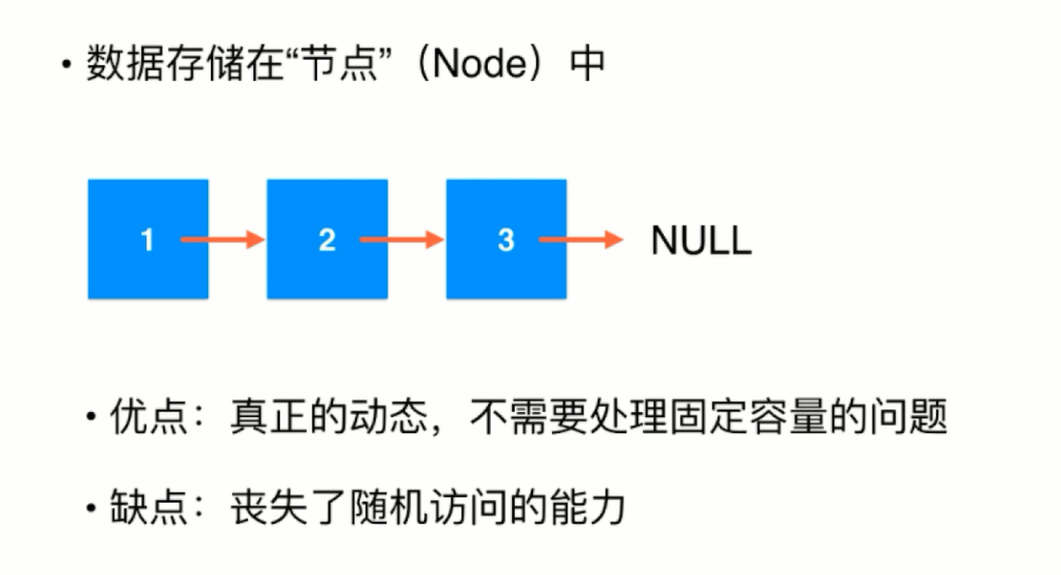 • 数据存储在“节点”（Node）中
1 2 3 NULL
• 优点：真正的动态，不需要处理固定容量的问题
• 缺点：丧失了随机访问的能力